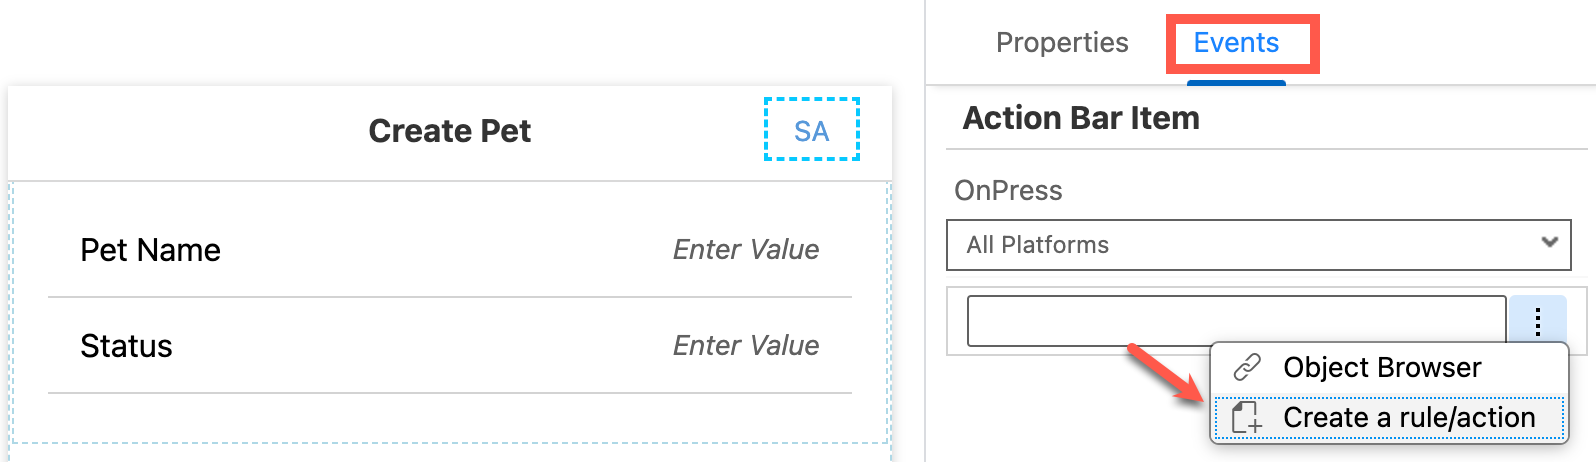 Create Pet
SA
Pet Name
Enter Value
Status
Enter Value
Properties
Events
Action Bar Item
OnPress
All Platforms
Object Browser
Create a rule/action